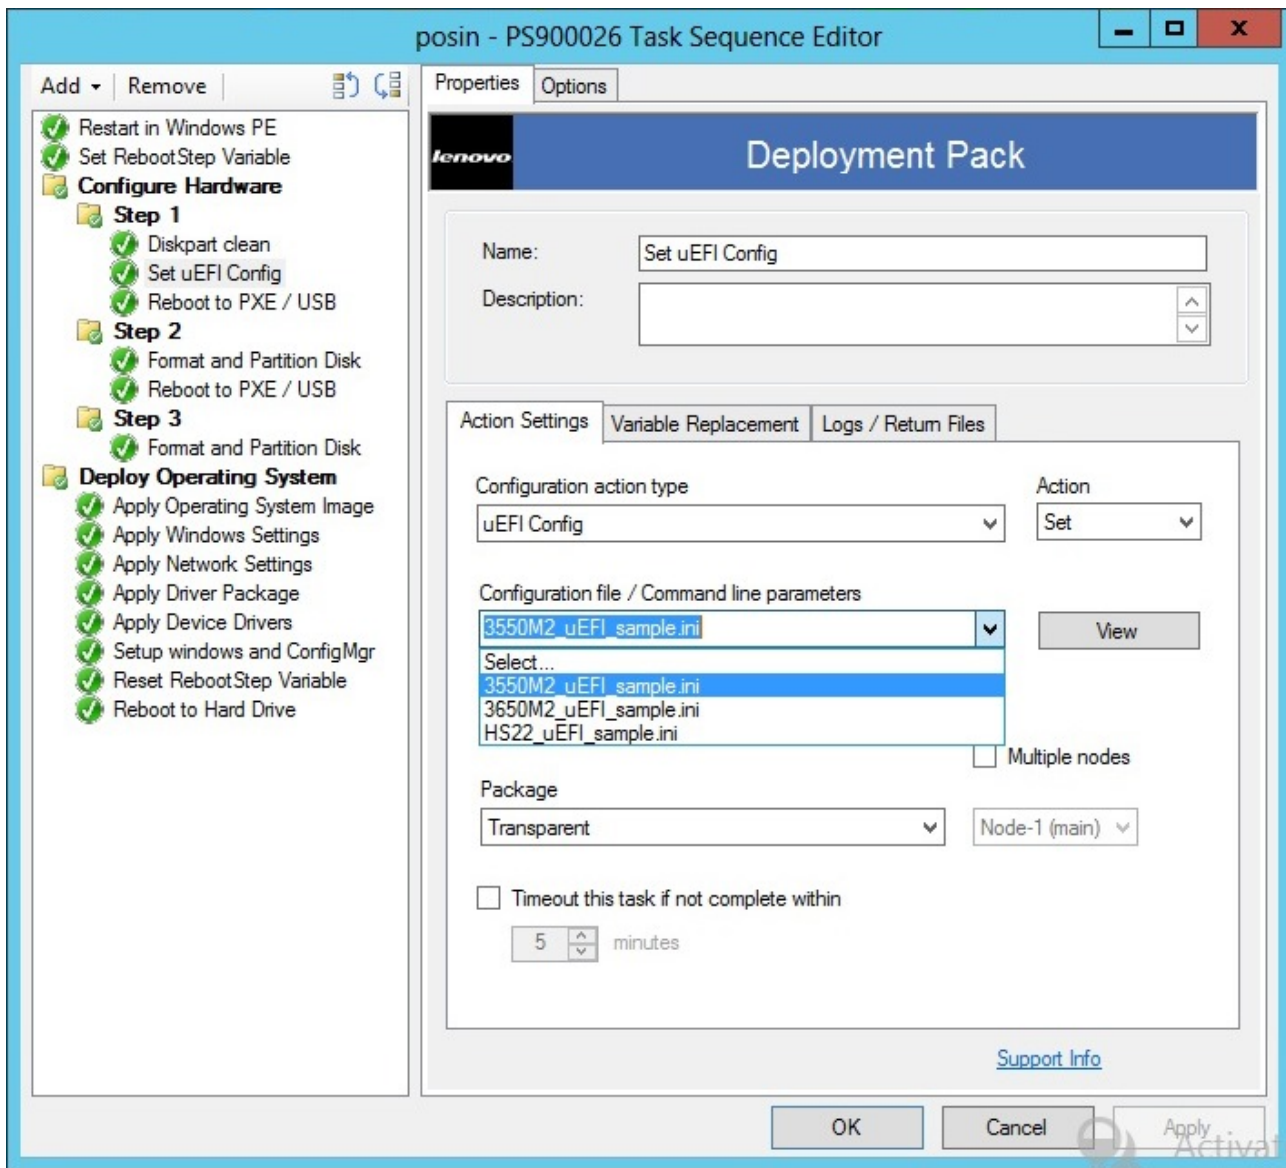 posin - PS900026 Task Sequence Editor
Add Remove
Properties Options
Restart in Windows PE
Set RebootStep Variable
Configure Hardware
Step 1
Diskpart clean
Set uEFI Config
Reboot to PXE / USB
Step 2
Format and Partition Disk
Reboot to PXE / USB
Step 3
Format and Partition Disk
Deploy Operating System
Apply Operating System Image
Apply Windows Settings
Apply Network Settings
Apply Driver Package
Apply Device Drivers
Setup windows and ConfigMgr
Reset RebootStep Variable
Reboot to Hard Drive
lenovo
Deployment Pack
Name: Set uEFI Config
Description:
Action Settings Variable Replacement Logs / Return Files
Configuration action type Action
uEFI Config Set
Configuration file / Command line parameters
3550M2_uEFI_sample.ini View
Select...
3550M2_uEFI_sample.ini
3650M2_uEFI_sample.ini
HS22_uEFI_sample.ini
Multiple nodes
Package
Transparent Node-1 (main)
Timeout this task if not complete within
5 minutes
Support Info
OK Cancel Apply
Activat